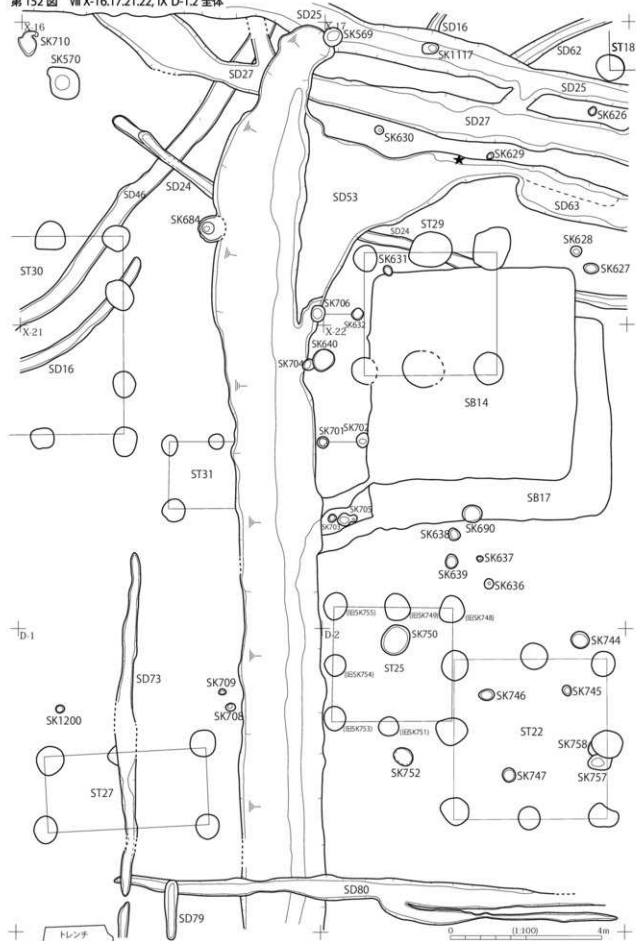 第152図 Ⅷ X-16.17.21.22, Ⅸ D-1.2 全体
X-16
SK710
SK570
SD25
X-17
SK569
SD16
SK1117
SD62
ST18
SD27
SD25
SK626
SD27
SK630
SK629
SD46
SD24
SD53
SD63
SK684
SD24
ST29
SK628
SK627
SK631
ST30
X-21
SK706
X-22
SK632
SK640
SK704
SD16
SB14
SK701
SK702
ST31
SB17
SK705
SK703
SK690
SK638
SK637
SK639
SK636
D-1
(旧SK755)
(旧SK749)
(旧SK748)
D-2
SK750
SK744
SD73
(旧SK754)
ST25
SK709
SK746
SK745
SK1200
SK708
(旧SK753)
(旧SK751)
ST22
SK758
SK752
SK757
ST27
SK747
SD80
SD79
トレンチ
0 (1:100) 4m